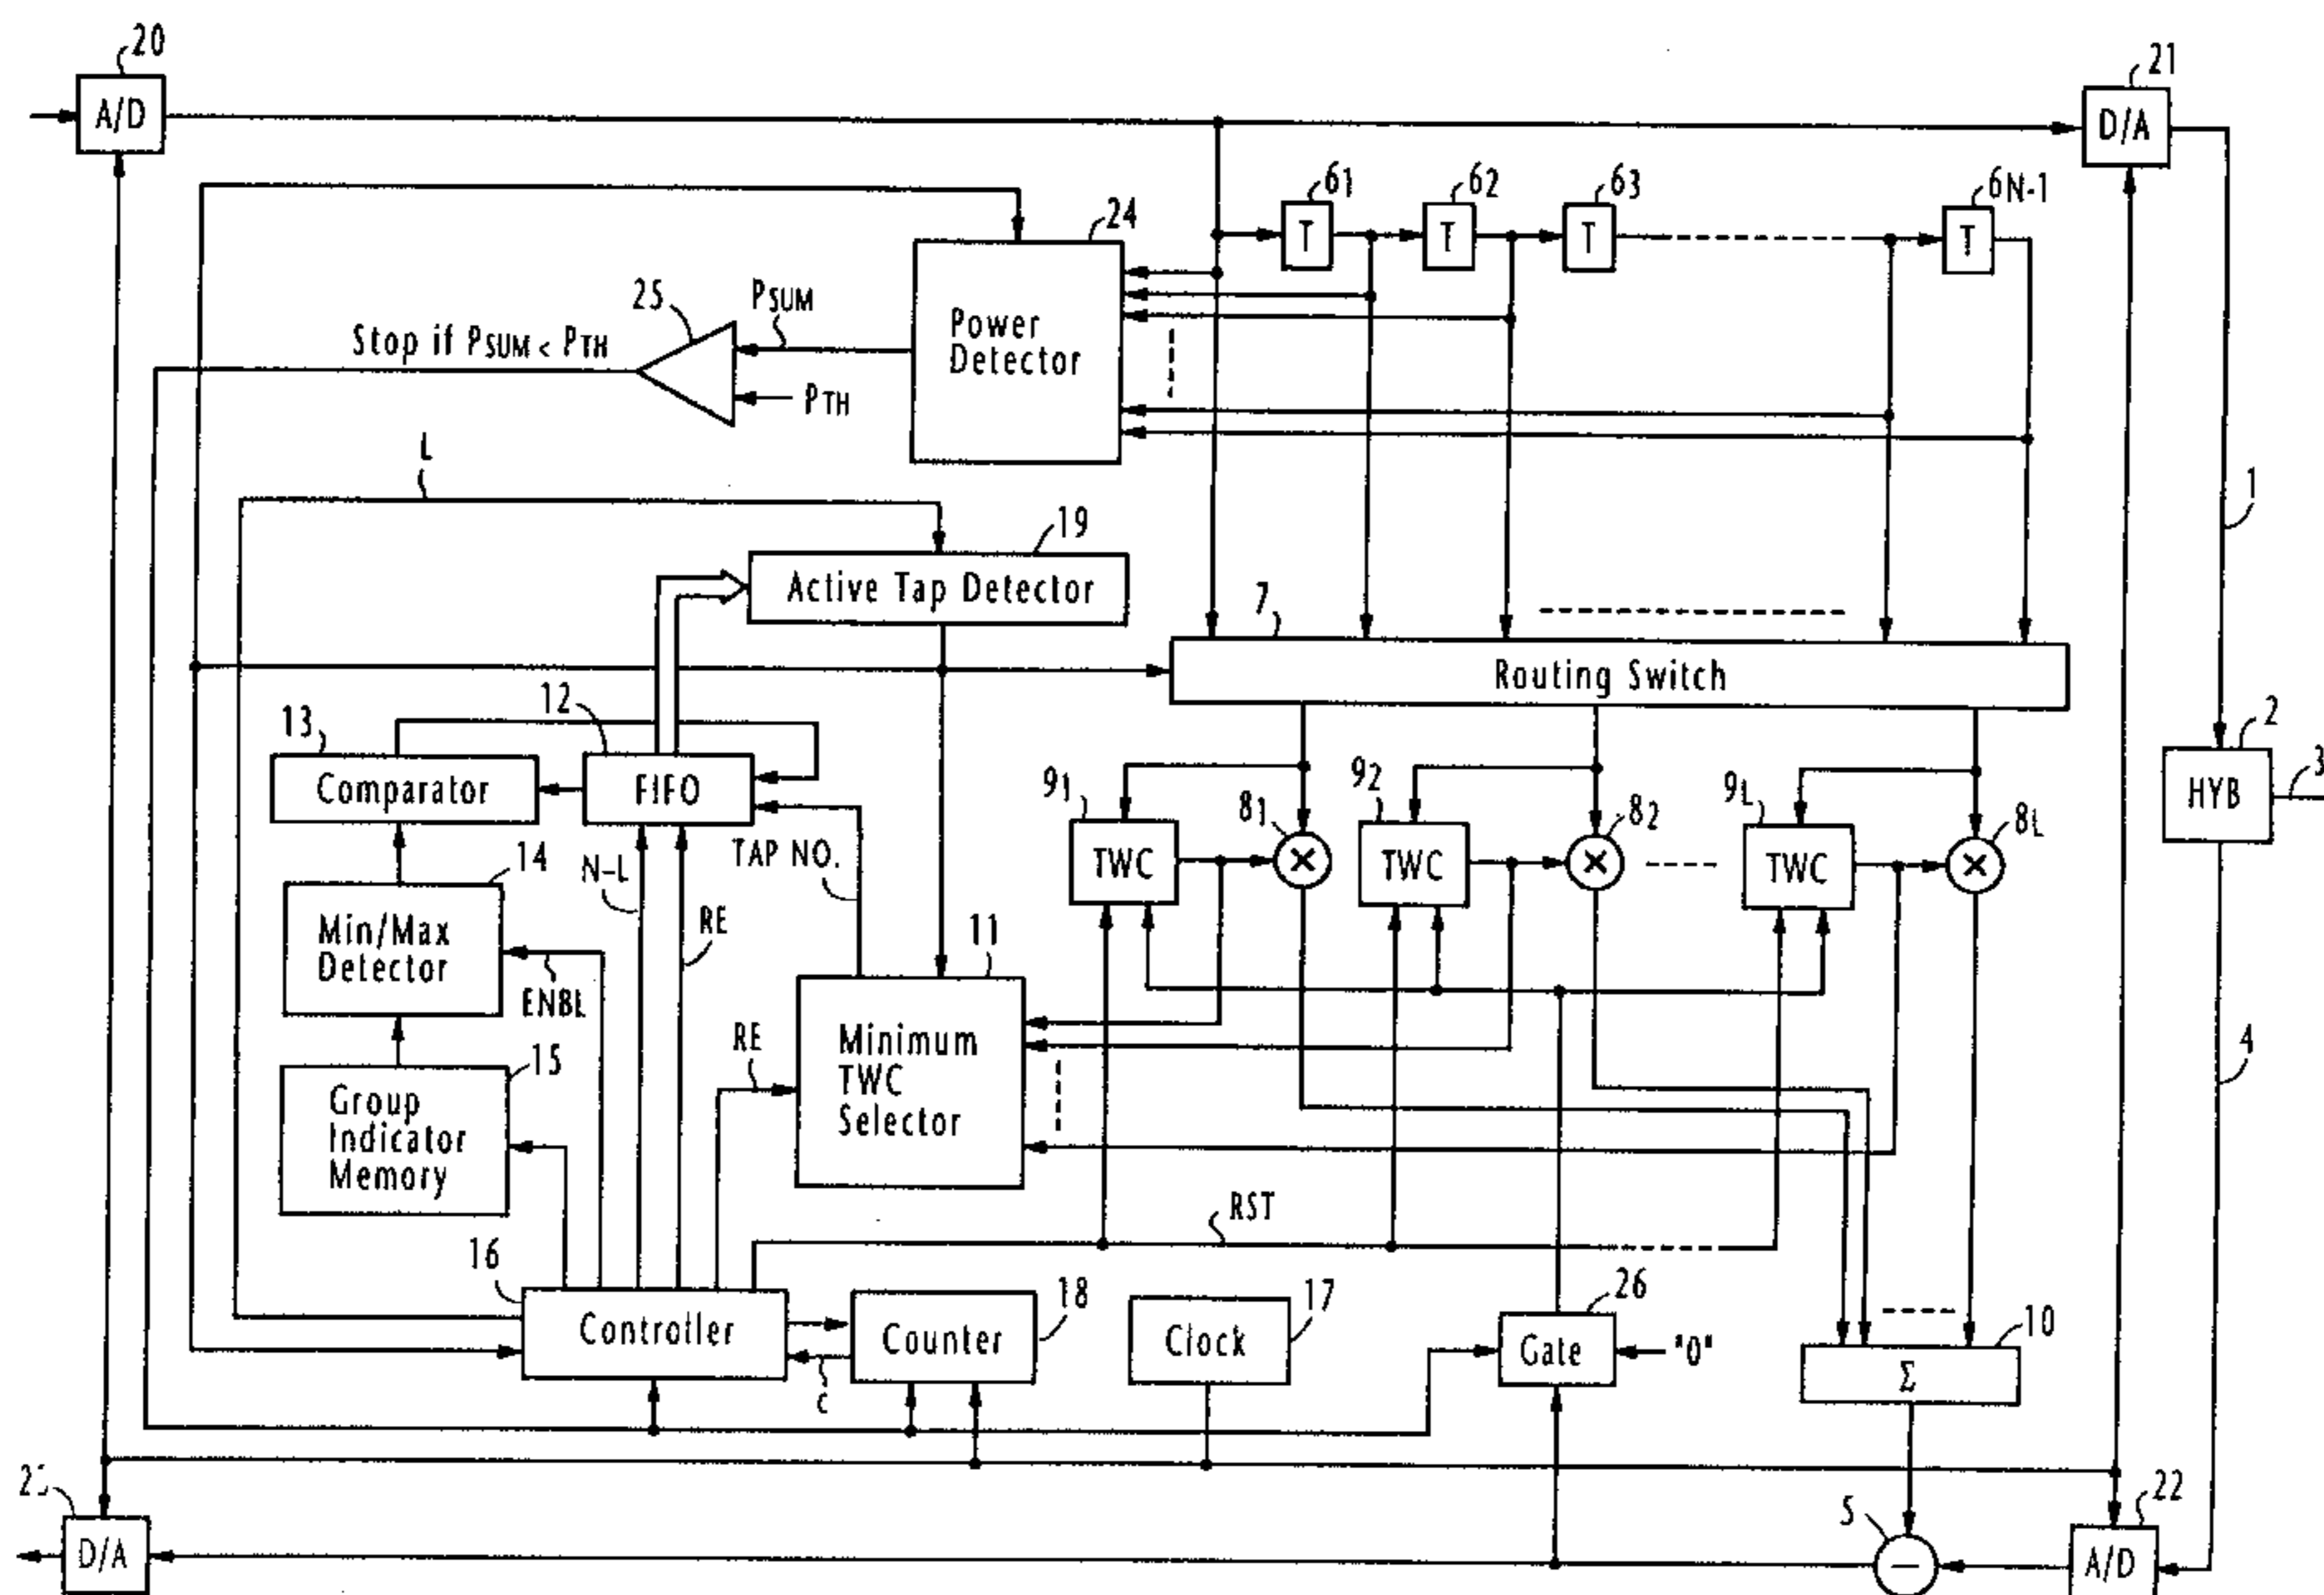 20
A/D
21
D/A
61
62
63
6N-1
T
T
T
T
24
Power
Detector
25
PSUM
Stop if PSUM < PTH
PTH
L
19
Active Tap Detector
1
7
Routing Switch
12
13
Comparator
FIFO
2
HYB
3
91
TWC
81
92
TWC
82
9L
TWC
8L
TAP NO.
N-L
RE
14
Min/Max
Detector
ENBL
11
Minimum
TWC
Selector
RE
15
Group
Indicator
Memory
4
RST
16
Controller
18
Counter
C
17
Clock
26
Gate
"0"
10
Σ
D/A
5
−
22
A/D